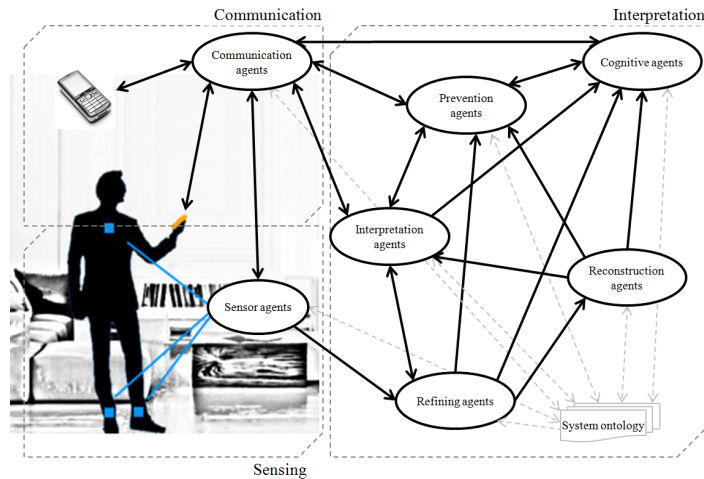 Communication
Interpretation
Communication
agents
Cognitive agents
Prevention
agents
Interpretation
agents
Reconstruction
agents
Sensor agents
Refining agents
System ontology
Sensing